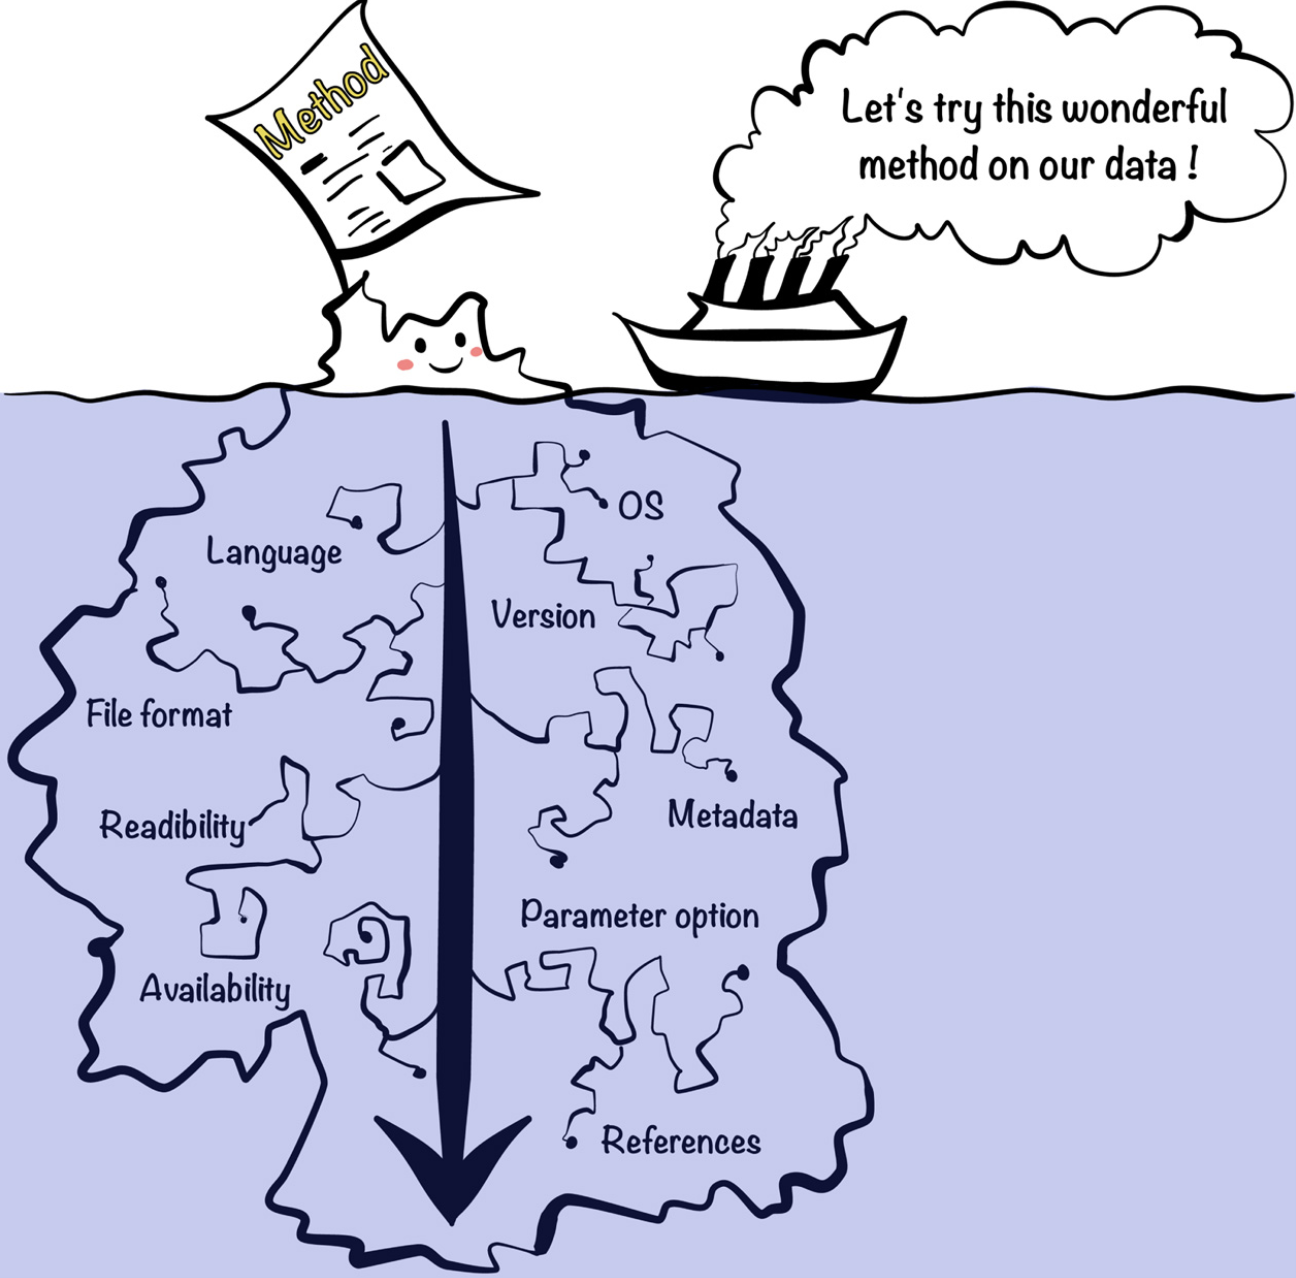 Method
Let's try this wonderful
method on our data !
OS
Language
Version
File format
Readibility
Metadata
Parameter option
Availability
References